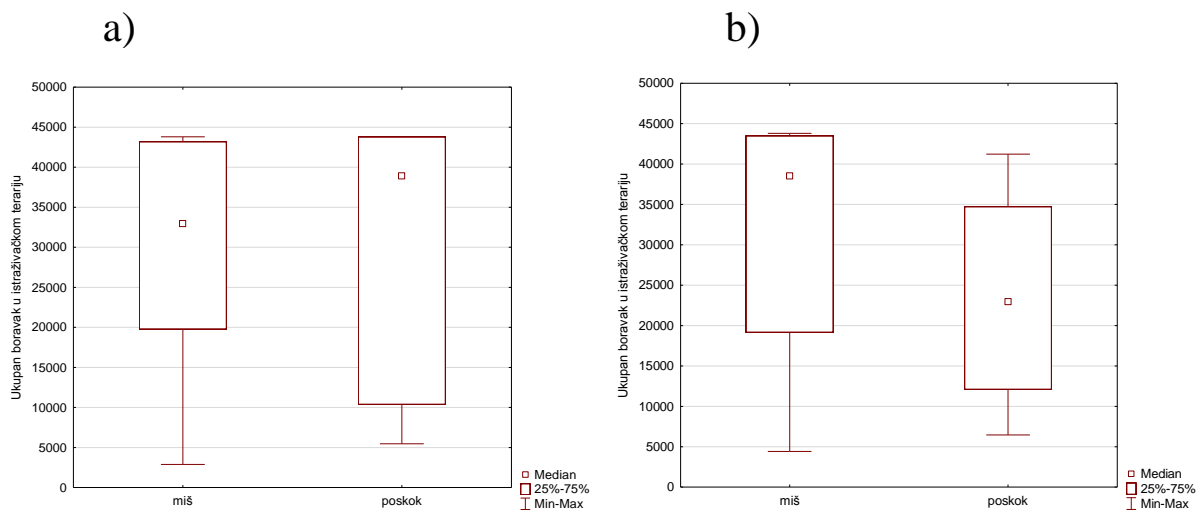 a)
50000
45000
40000
35000
30000
25000
20000
15000
10000
5000
0
Ukupan boravak u istraživačkom terariju
miš
poskok
Median
25%-75%
Min-Max
b)
50000
45000
40000
35000
30000
25000
20000
15000
10000
5000
0
Ukupan boravak u istraživačkom terariju
miš
poskok
Median
25%-75%
Min-Max